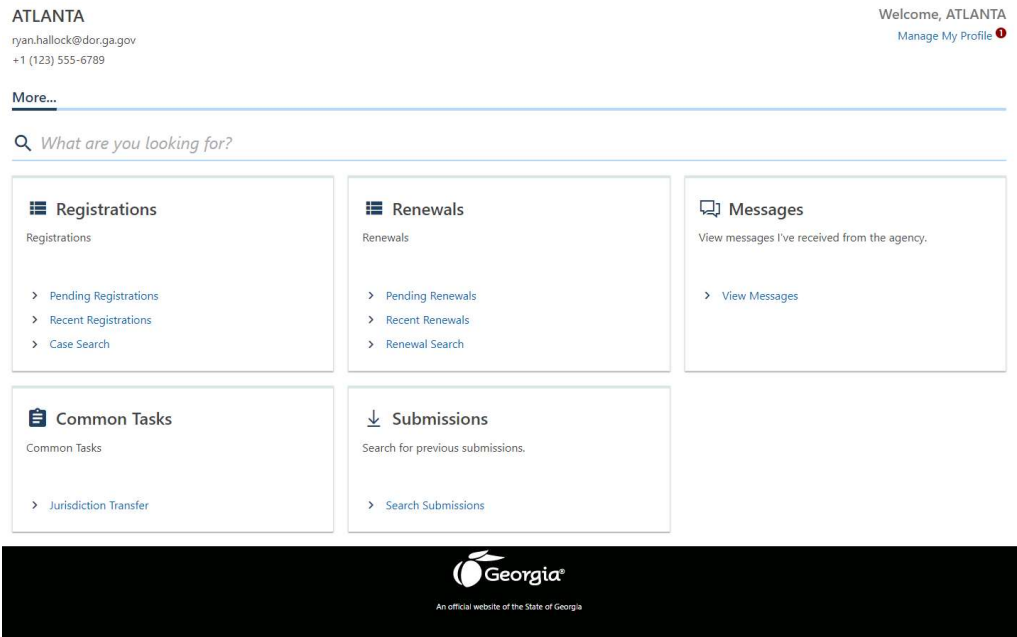 ATLANTA
Welcome, ATLANTA
ryan.hallock@dor.ga.gov
Manage My Profile 1
+1 (123) 555-6789
More...
What are you looking for?
Registrations
Registrations
Pending Registrations
Recent Registrations
Case Search
Renewals
Renewals
Pending Renewals
Recent Renewals
Renewal Search
Messages
View messages I've received from the agency.
View Messages
Common Tasks
Common Tasks
Jurisdiction Transfer
Submissions
Search for previous submissions.
Search Submissions
Georgia®
An official website of the State of Georgia